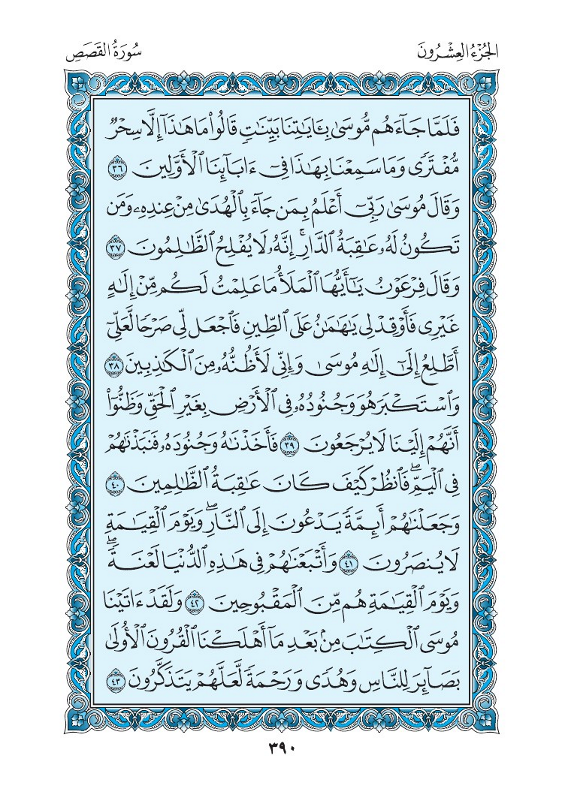 الجُزْءُ العِشْرُونَ
سُورَةُ القَصَصِ
فَلَمَّا جَآءَهُم مُّوسَىٰ بِـَٔايَٰتِنَا بَيِّنَٰتٖ قَالُواْ مَا هَٰذَآ إِلَّا سِحۡرٞ
مُّفۡتَرٗى وَمَا سَمِعۡنَا بِهَٰذَا فِيٓ ءَابَآئِنَا ٱلۡأَوَّلِينَ ٣٦
وَقَالَ مُوسَىٰ رَبِّيٓ أَعۡلَمُ بِمَن جَآءَ بِٱلۡهُدَىٰ مِنۡ عِندِهِۦ وَمَن
تَكُونُ لَهُۥ عَٰقِبَةُ ٱلدَّارِۚ إِنَّهُۥ لَا يُفۡلِحُ ٱلظَّٰلِمُونَ ٣٧
وَقَالَ فِرۡعَوۡنُ يَٰٓأَيُّهَا ٱلۡمَلَأُ مَا عَلِمۡتُ لَكُم مِّنۡ إِلَٰهٍ
غَيۡرِي فَأَوۡقِدۡ لِي يَٰهَٰمَٰنُ عَلَى ٱلطِّينِ فَٱجۡعَل لِّي صَرۡحٗا لَّعَلِّيٓ
أَطَّلِعُ إِلَىٰٓ إِلَٰهِ مُوسَىٰ وَإِنِّي لَأَظُنُّهُۥ مِنَ ٱلۡكَٰذِبِينَ ٣٨
وَٱسۡتَكۡبَرَ هُوَ وَجُنُودُهُۥ فِي ٱلۡأَرۡضِ بِغَيۡرِ ٱلۡحَقِّ وَظَنُّوٓاْ
أَنَّهُمۡ إِلَيۡنَا لَا يُرۡجَعُونَ ٣٩ فَأَخَذۡنَٰهُ وَجُنُودَهُۥ فَنَبَذۡنَٰهُمۡ
فِي ٱلۡيَمِّۖ فَٱنظُرۡ كَيۡفَ كَانَ عَٰقِبَةُ ٱلظَّٰلِمِينَ ٤٠
وَجَعَلۡنَٰهُمۡ أَئِمَّةٗ يَدۡعُونَ إِلَى ٱلنَّارِۖ وَيَوۡمَ ٱلۡقِيَٰمَةِ
لَا يُنصَرُونَ ٤١ وَأَتۡبَعۡنَٰهُمۡ فِي هَٰذِهِ ٱلدُّنۡيَا لَعۡنَةٗۖ
وَيَوۡمَ ٱلۡقِيَٰمَةِ هُم مِّنَ ٱلۡمَقۡبُوحِينَ ٤٢ وَلَقَدۡ ءَاتَيۡنَا
مُوسَى ٱلۡكِتَٰبَ مِنۢ بَعۡدِ مَآ أَهۡلَكۡنَا ٱلۡقُرُونَ ٱلۡأُولَىٰ
بَصَآئِرَ لِلنَّاسِ وَهُدٗى وَرَحۡمَةٗ لَّعَلَّهُمۡ يَتَذَكَّرُونَ ٤٣
٣٩٠